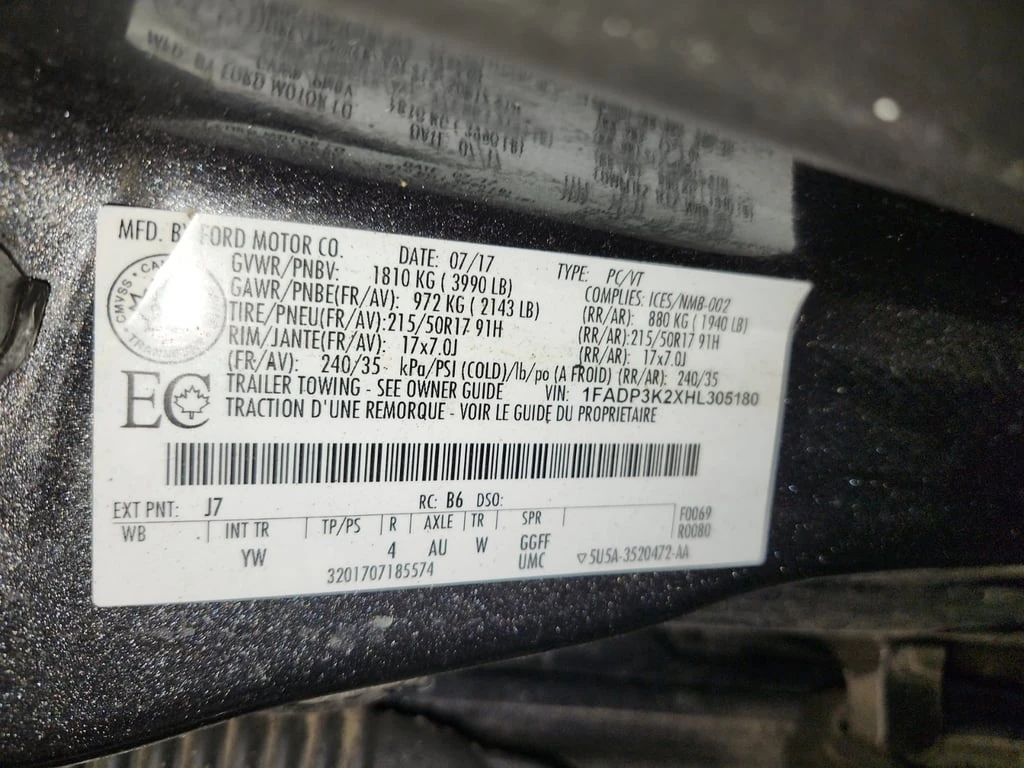 MFD. BY FORD MOTOR CO. DATE: 07/17 TYPE: PC/VT
GVWR/PNBV: 1810 KG ( 3990 LB) COMPLIES: ICES/NMB-002
GAWR/PNBE(FR/AV): 972 KG ( 2143 LB) (RR/AR): 880 KG ( 1940 LB)
TIRE/PNEU(FR/AV):215/50R17 91H (RR/AR):215/50R17 91H
RIM/JANTE(FR/AV): 17x7.0J (RR/AR): 17x7.0J
(FR/AV): 240/35 kPa/PSI (COLD)/lb/po (A FROID) (RR/AR): 240/35
TRAILER TOWING - SEE OWNER GUIDE VIN: 1FADP3K2XHL305180
TRACTION D'UNE REMORQUE - VOIR LE GUIDE DU PROPRIETAIRE
CMVSS
EC
EXT PNT: J7 RC: B6 DSO:
WB INT TR TP/PS R AXLE TR SPR F0069
R0080
YW 4 AU W GGFF
UMC
3201707185574 5U5A-3520472-AA